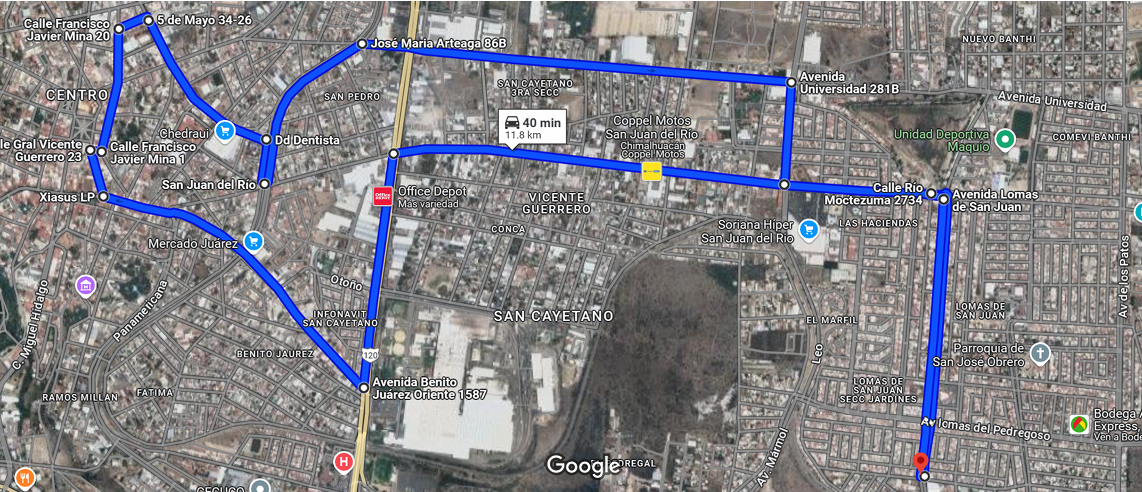 Calle Francisco
Javier Mina 20
5 de Mayo 34-26
José Maria Arteaga 86B
NUEVO BANTHI
CENTRO
SAN PEDRO
SAN CAYETANO
3RA SECC
Avenida
Universidad 281B
Avenida Universidad
Chedraui
Dd Dentista
40 min
11.8 km
Coppel Motos
San Juan del Río
Chimalhuacán
Coppel Motos
Unidad Deportiva
Maquio
COMEVI BANTHI
le Gral Vicente
Guerrero 23
Calle Francisco
Javier Mina 1
San Juan del Río
Xiasus LP
Office Depot
Office Depot
Más variedad
VICENTE
GUERRERO
Calle Rio
Moctezuma 2734
Avenida Lomas
de San Juan
Mercado Juárez
CONCA
Soriana Híper
San Juan del Río
LAS HACIENDAS
Av de los Patos
C. Miguel Hidalgo
Panamericana
Otoño
INFONAVIT
SAN CAYETANO
SAN CAYETANO
EL MARFIL
LOMAS DE
SAN JUAN
Leo
BENITO JAUREZ
120
Parroquia de
San José Obrero
FATIMA
RAMOS MILLAN
Avenida Benito
Juárez Oriente 1587
LOMAS DE
SAN JUAN
SECC JARDINES
Av Lomas del Pedregoso
Bodega
Express,
Ven a Bode
H
Google
Av. Mármol